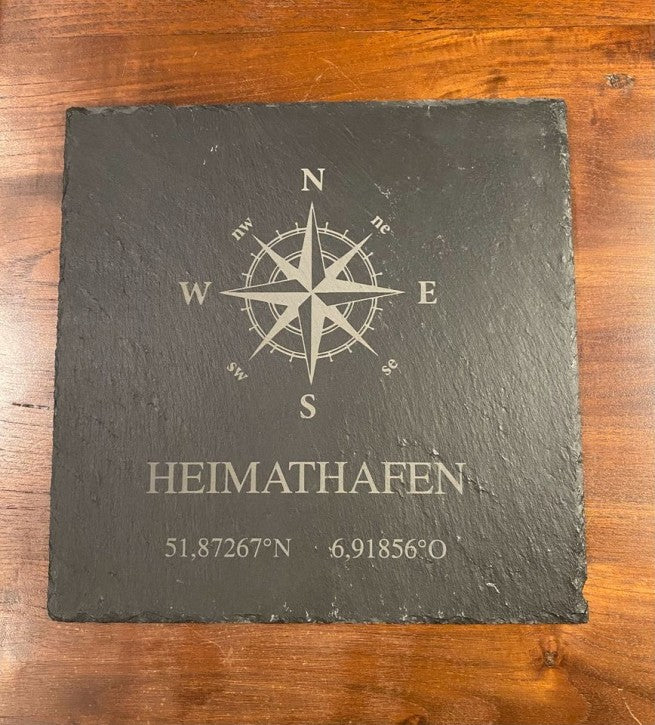 N
nw ne
W E
sw se
S
HEIMATHAFEN
51,87267°N 6,91856°O